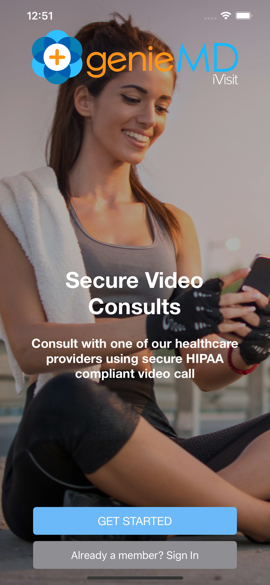 12:51
genieMD
iVisit
Secure Video
Consults
Consult with one of our healthcare
providers using secure HIPAA
compliant video call
GET STARTED
Already a member? Sign In